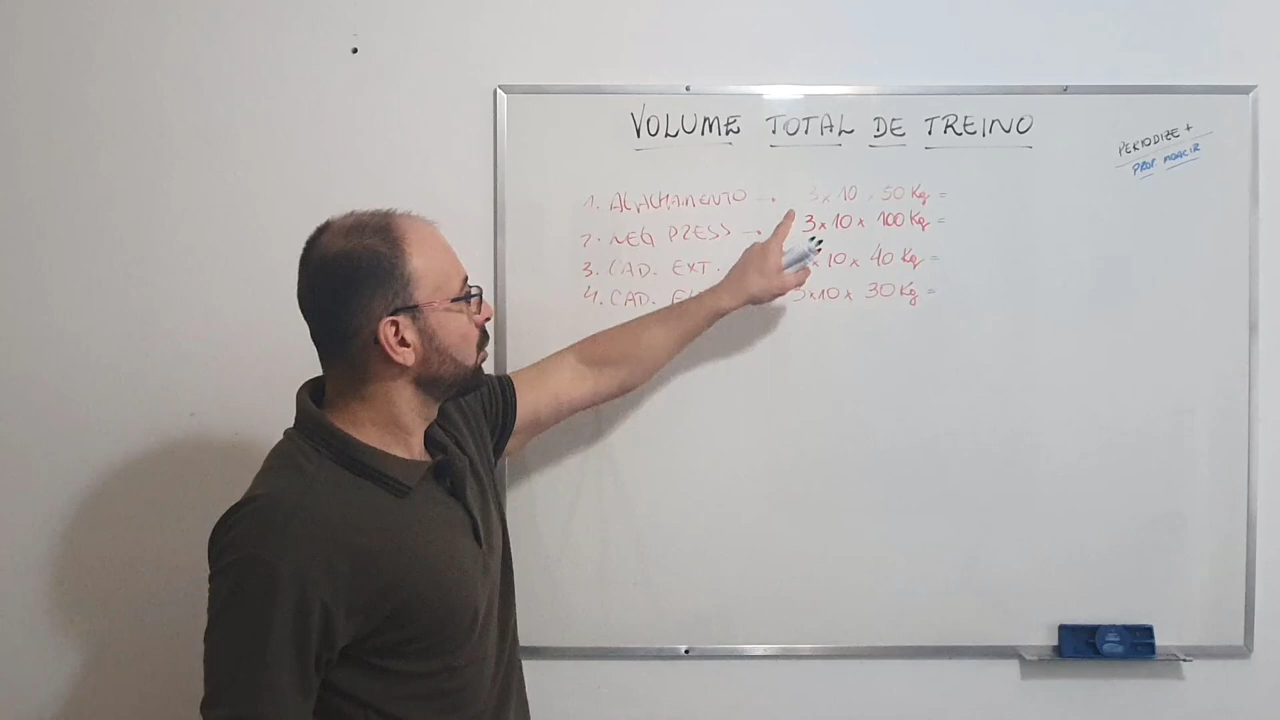 VOLUME TOTAL DE TREINO
PERIODIZE +
PROF. MOACIR
1. AGACHAMENTO → 3 x 10 x 50 Kg =
2. LEG PRESS → 3 x 10 x 100 Kg =
3. CAD. EXT. x 10 x 40 Kg =
4. CAD. 3 x 10 x 30 Kg =